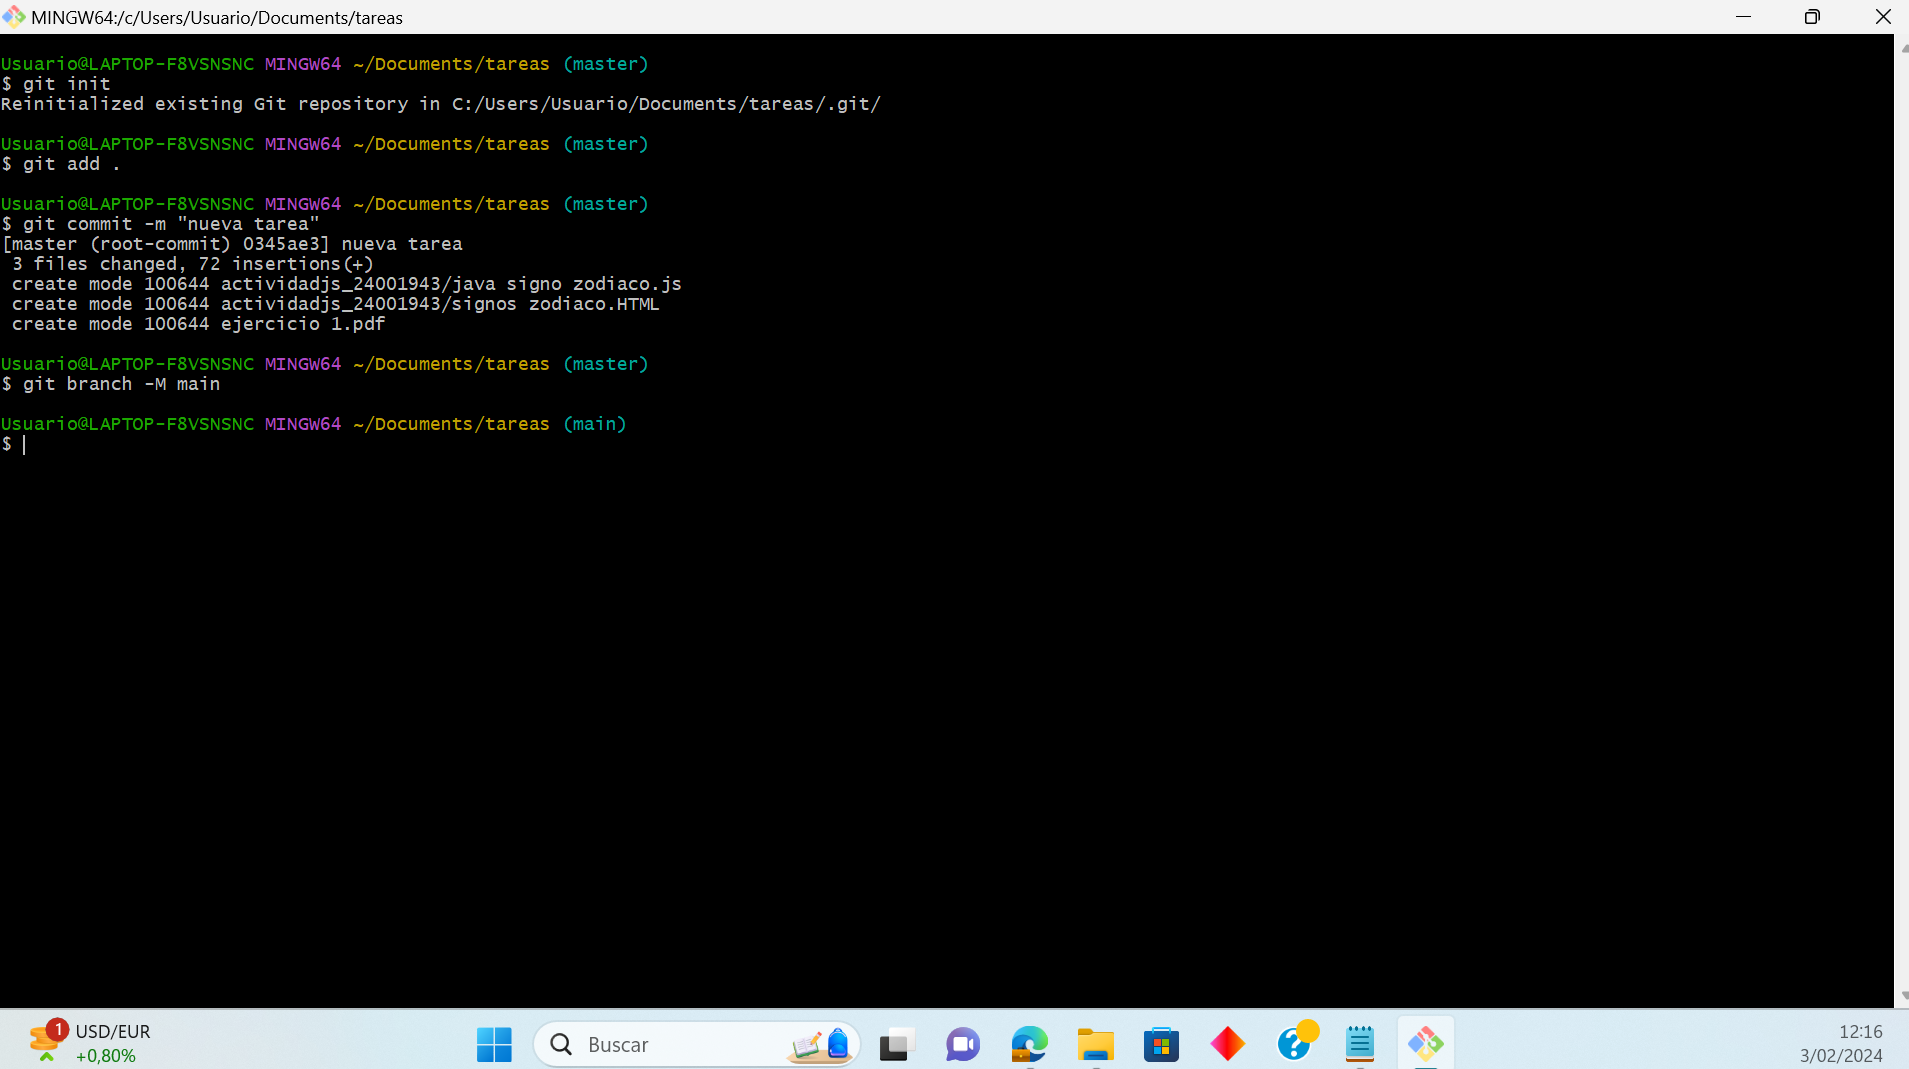 MINGW64:/c/Users/Usuario/Documents/tareas
Usuario@LAPTOP-F8VSNSNC MINGW64 ~/Documents/tareas (master)
$ git init
Reinitialized existing Git repository in C:/Users/Usuario/Documents/tareas/.git/
Usuario@LAPTOP-F8VSNSNC MINGW64 ~/Documents/tareas (master)
$ git add .
Usuario@LAPTOP-F8VSNSNC MINGW64 ~/Documents/tareas (master)
$ git commit -m "nueva tarea"
[master (root-commit) 0345ae3] nueva tarea
3 files changed, 72 insertions(+)
create mode 100644 actividadjs_24001943/java signo zodiaco.js
create mode 100644 actividadjs_24001943/signos zodiaco.HTML
create mode 100644 ejercicio 1.pdf
Usuario@LAPTOP-F8VSNSNC MINGW64 ~/Documents/tareas (master)
$ git branch -M main
Usuario@LAPTOP-F8VSNSNC MINGW64 ~/Documents/tareas (main)
$
1
USD/EUR
+0,80%
Buscar
12:16
3/02/2024